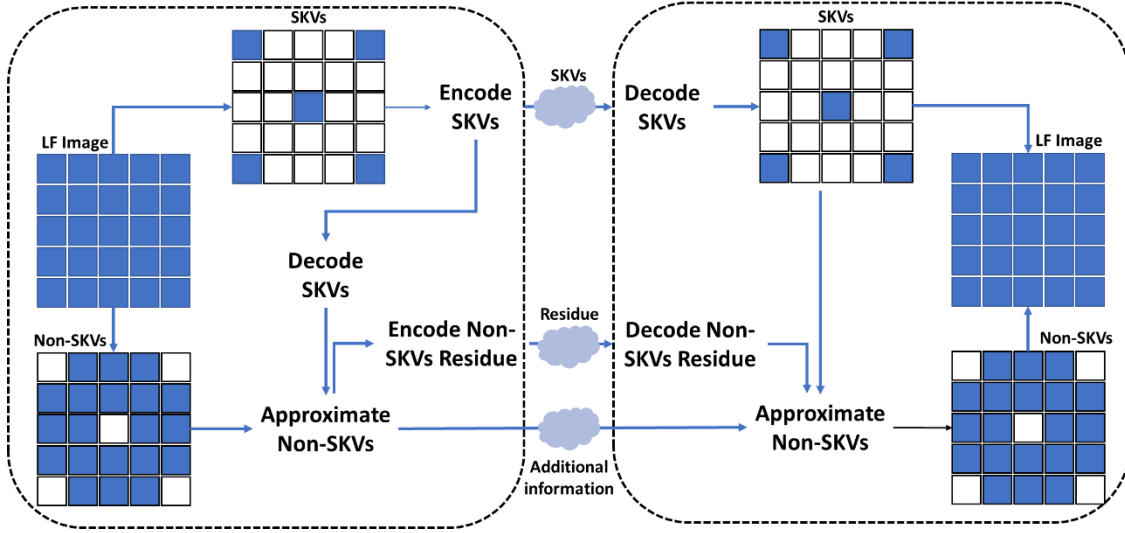 SKVs
LF Image
Encode
SKVs
Decode
SKVs
Non-SKVs
Encode Non-
SKVs Residue
Approximate
Non-SKVs
SKVs
Residue
Additional
information
SKVs
Decode
SKVs
LF Image
Decode Non-
SKVs Residue
Non-SKVs
Approximate
Non-SKVs